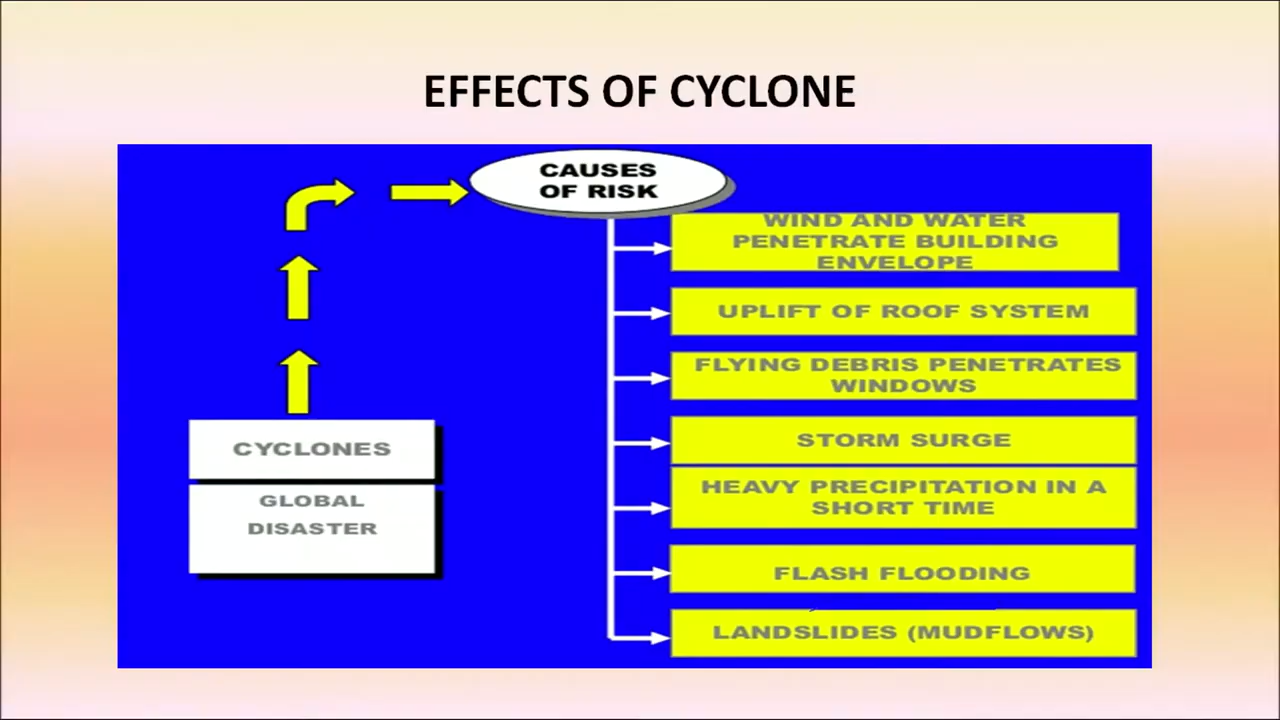 EFFECTS OF CYCLONE
CAUSES
OF RISK
WIND AND WATER
PENETRATE BUILDING
ENVELOPE
UPLIFT OF ROOF SYSTEM
FLYING DEBRIS PENETRATES
WINDOWS
STORM SURGE
HEAVY PRECIPITATION IN A
SHORT TIME
FLASH FLOODING
LANDSLIDES (MUDFLOWS)
CYCLONES
GLOBAL
DISASTER